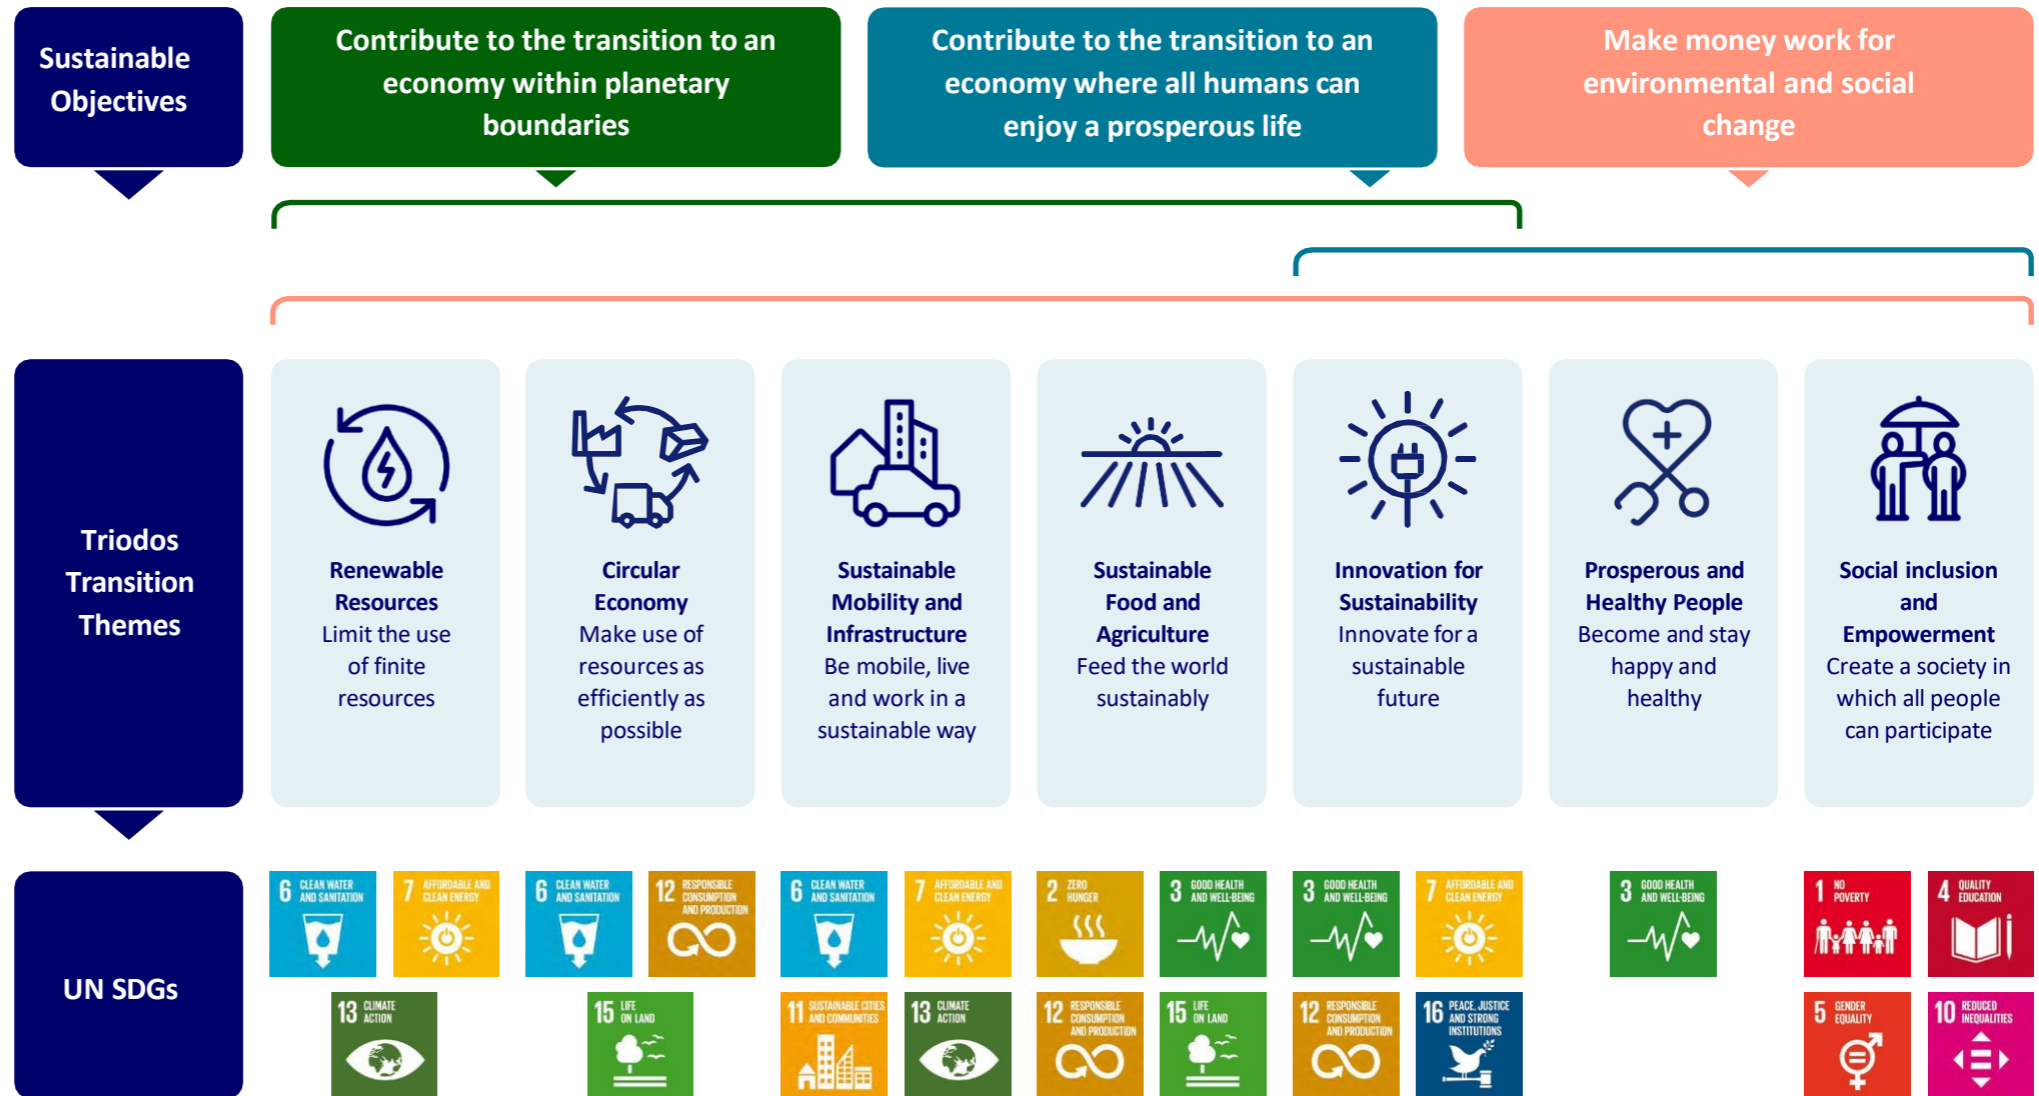 Sustainable
Objectives
Contribute to the transition to an
economy within planetary
boundaries
Contribute to the transition to an
economy where all humans can
enjoy a prosperous life
Make money work for
environmental and social
change
Triodos
Transition
Themes
Renewable
Resources
Limit the use
of finite
resources
Circular
Economy
Make use of
resources as
efficiently as
possible
Sustainable
Mobility and
Infrastructure
Be mobile, live
and work in a
sustainable way
Sustainable
Food and
Agriculture
Feed the world
sustainably
Innovation for
Sustainability
Innovate for a
sustainable
future
Prosperous and
Healthy People
Become and stay
happy and
healthy
Social inclusion
and
Empowerment
Create a society in
which all people
can participate
UN SDGs
6 CLEAN WATER
AND SANITATION
7 AFFORDABLE AND
CLEAN ENERGY
13 CLIMATE
ACTION
6 CLEAN WATER
AND SANITATION
12 RESPONSIBLE
CONSUMPTION
AND PRODUCTION
15 LIFE
ON LAND
6 CLEAN WATER
AND SANITATION
7 AFFORDABLE AND
CLEAN ENERGY
11 SUSTAINABLE CITIES
AND COMMUNITIES
13 CLIMATE
ACTION
2 ZERO
HUNGER
3 GOOD HEALTH
AND WELL-BEING
12 RESPONSIBLE
CONSUMPTION
AND PRODUCTION
15 LIFE
ON LAND
3 GOOD HEALTH
AND WELL-BEING
7 AFFORDABLE AND
CLEAN ENERGY
12 RESPONSIBLE
CONSUMPTION
AND PRODUCTION
16 PEACE, JUSTICE
AND STRONG
INSTITUTIONS
3 GOOD HEALTH
AND WELL-BEING
1 NO
POVERTY
4 QUALITY
EDUCATION
5 GENDER
EQUALITY
10 REDUCED
INEQUALITIES